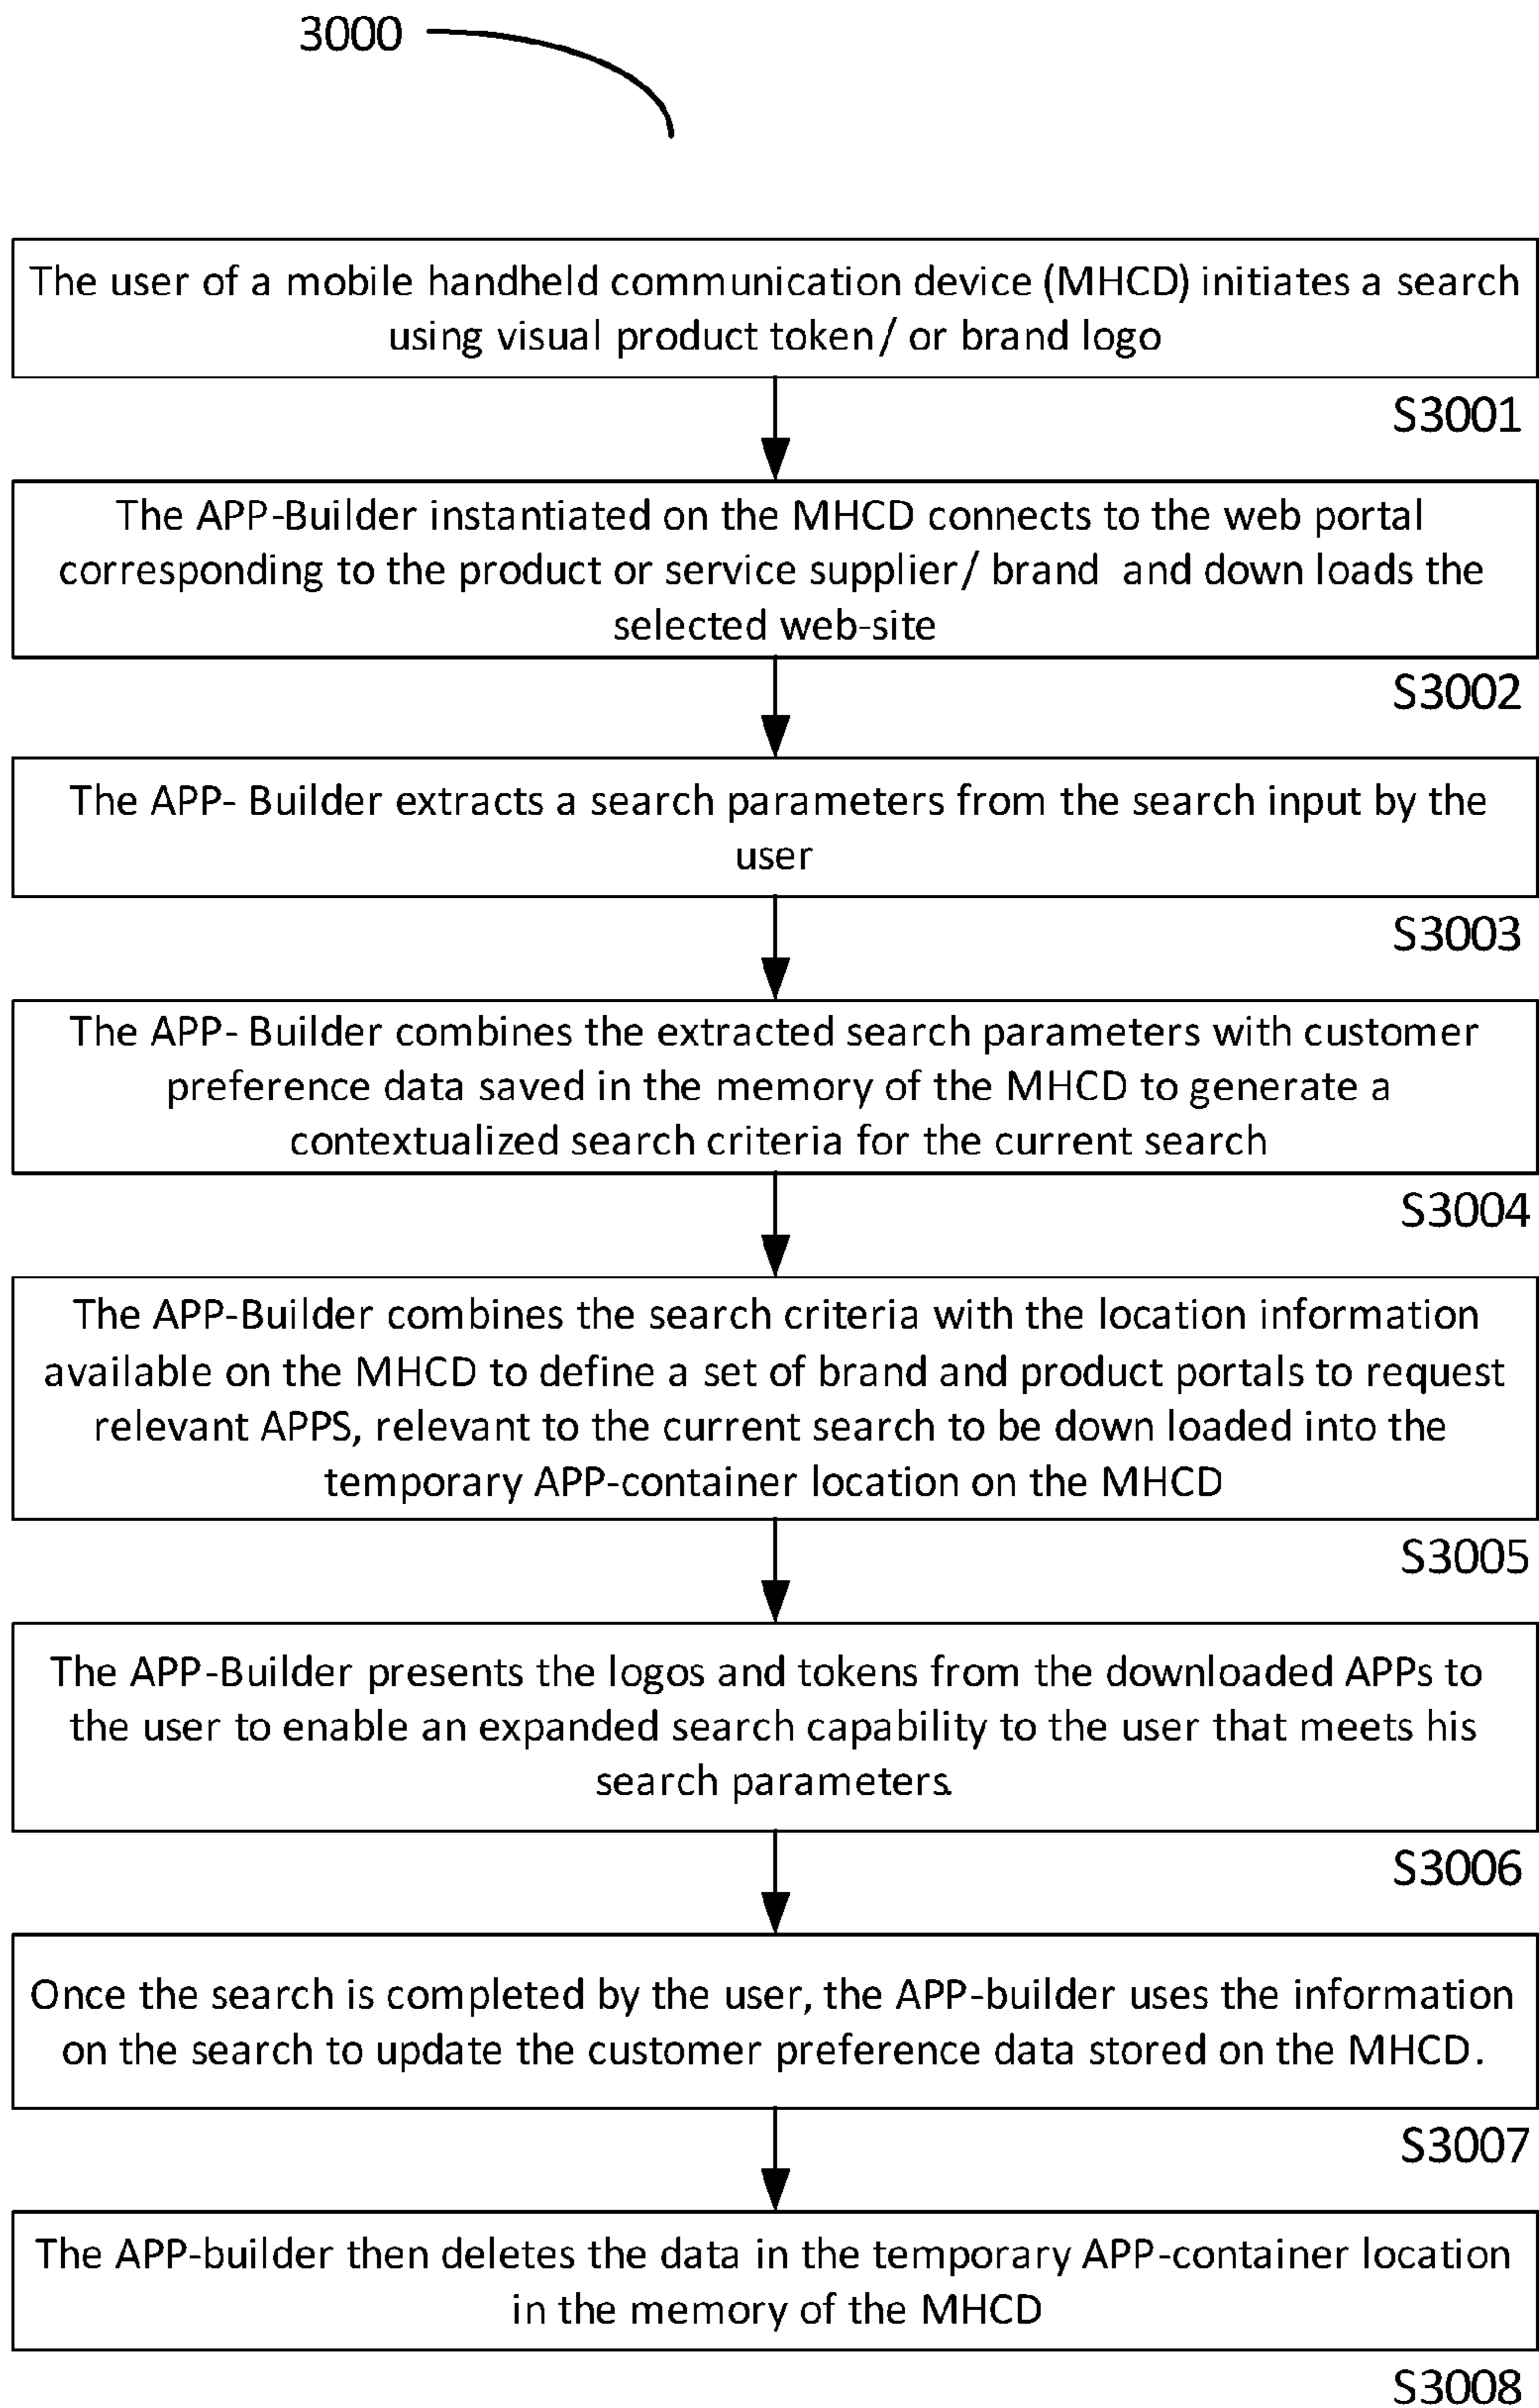 3000
The user of a mobile handheld communication device (MHCD) initiates a search
using visual product token/ or brand logo
S3001
The APP-Builder instantiated on the MHCD connects to the web portal
corresponding to the product or service supplier/ brand and down loads the
selected web-site
S3002
The APP- Builder extracts a search parameters from the search input by the
user
S3003
The APP- Builder combines the extracted search parameters with customer
preference data saved in the memory of the MHCD to generate a
contextualized search criteria for the current search
S3004
The APP-Builder combines the search criteria with the location information
available on the MHCD to define a set of brand and product portals to request
relevant APPS, relevant to the current search to be down loaded into the
temporary APP-container location on the MHCD
S3005
The APP-Builder presents the logos and tokens from the downloaded APPs to
the user to enable an expanded search capability to the user that meets his
search parameters.
S3006
Once the search is completed by the user, the APP-builder uses the information
on the search to update the customer preference data stored on the MHCD.
S3007
The APP-builder then deletes the data in the temporary APP-container location
in the memory of the MHCD
S3008